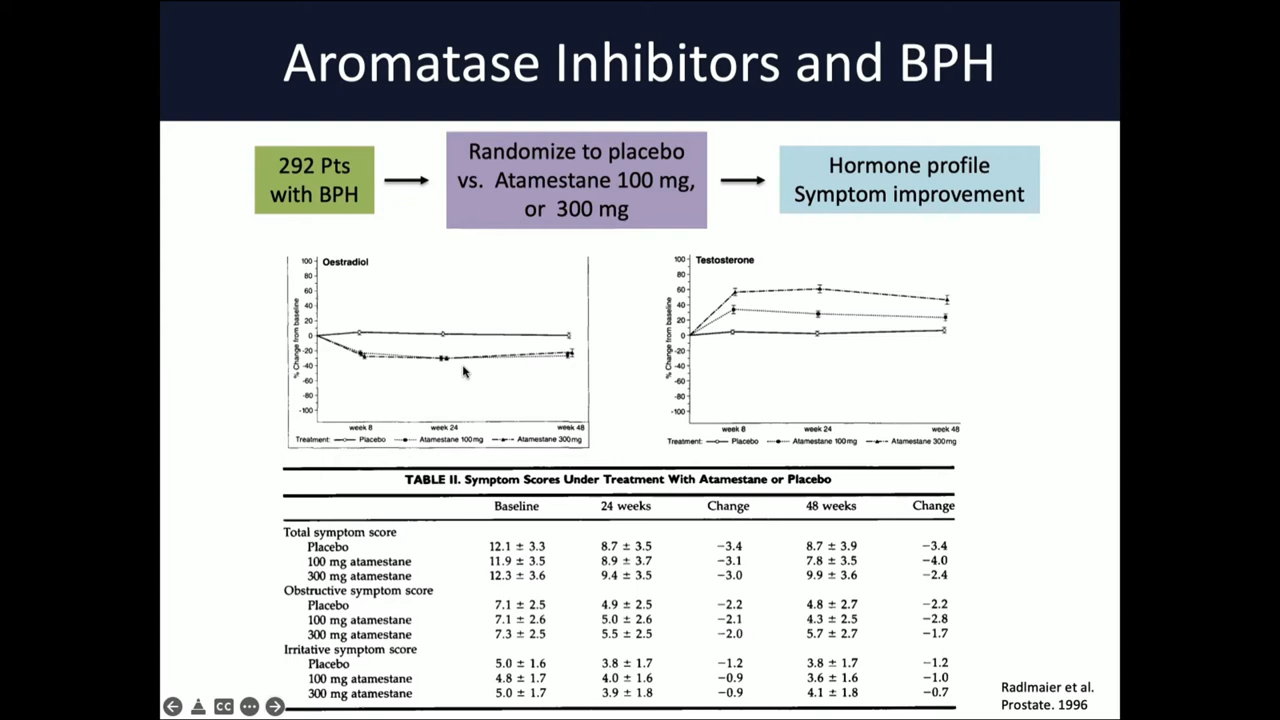 Aromatase Inhibitors and BPH
292 Pts
with BPH
Randomize to placebo
vs. Atamestane 100 mg,
or 300 mg
Hormone profile
Symptom improvement
Oestradiol
% Change from baseline
100
80
60
40
20
0
-20
-40
-60
-80
-100
week 8 week 24 week 48
Treatment: Placebo Atamestane 100mg Atamestane 300mg
Testosterone
% Change from baseline
100
80
60
40
20
0
-20
-40
-60
-80
-100
week 8 week 24 week 48
Treatment: Placebo Atamestane 100mg Atamestane 300mg
TABLE II. Symptom Scores Under Treatment With Atamestane or Placebo
Baseline 24 weeks Change 48 weeks Change
Total symptom score
Placebo 12.1 ± 3.3 8.7 ± 3.5 −3.4 8.7 ± 3.9 −3.4
100 mg atamestane 11.9 ± 3.5 8.9 ± 3.7 −3.1 7.8 ± 3.5 −4.0
300 mg atamestane 12.3 ± 3.6 9.4 ± 3.5 −3.0 9.9 ± 3.6 −2.4
Obstructive symptom score
Placebo 7.1 ± 2.5 4.9 ± 2.5 −2.2 4.8 ± 2.7 −2.2
100 mg atamestane 7.1 ± 2.6 5.0 ± 2.6 −2.1 4.3 ± 2.5 −2.8
300 mg atamestane 7.3 ± 2.5 5.5 ± 2.5 −2.0 5.7 ± 2.7 −1.7
Irritative symptom score
Placebo 5.0 ± 1.6 3.8 ± 1.7 −1.2 3.8 ± 1.7 −1.2
100 mg atamestane 4.8 ± 1.7 4.0 ± 1.6 −0.9 3.6 ± 1.6 −1.0
300 mg atamestane 5.0 ± 1.7 3.9 ± 1.8 −0.9 4.1 ± 1.8 −0.7
Radlmaier et al.
Prostate. 1996
CC